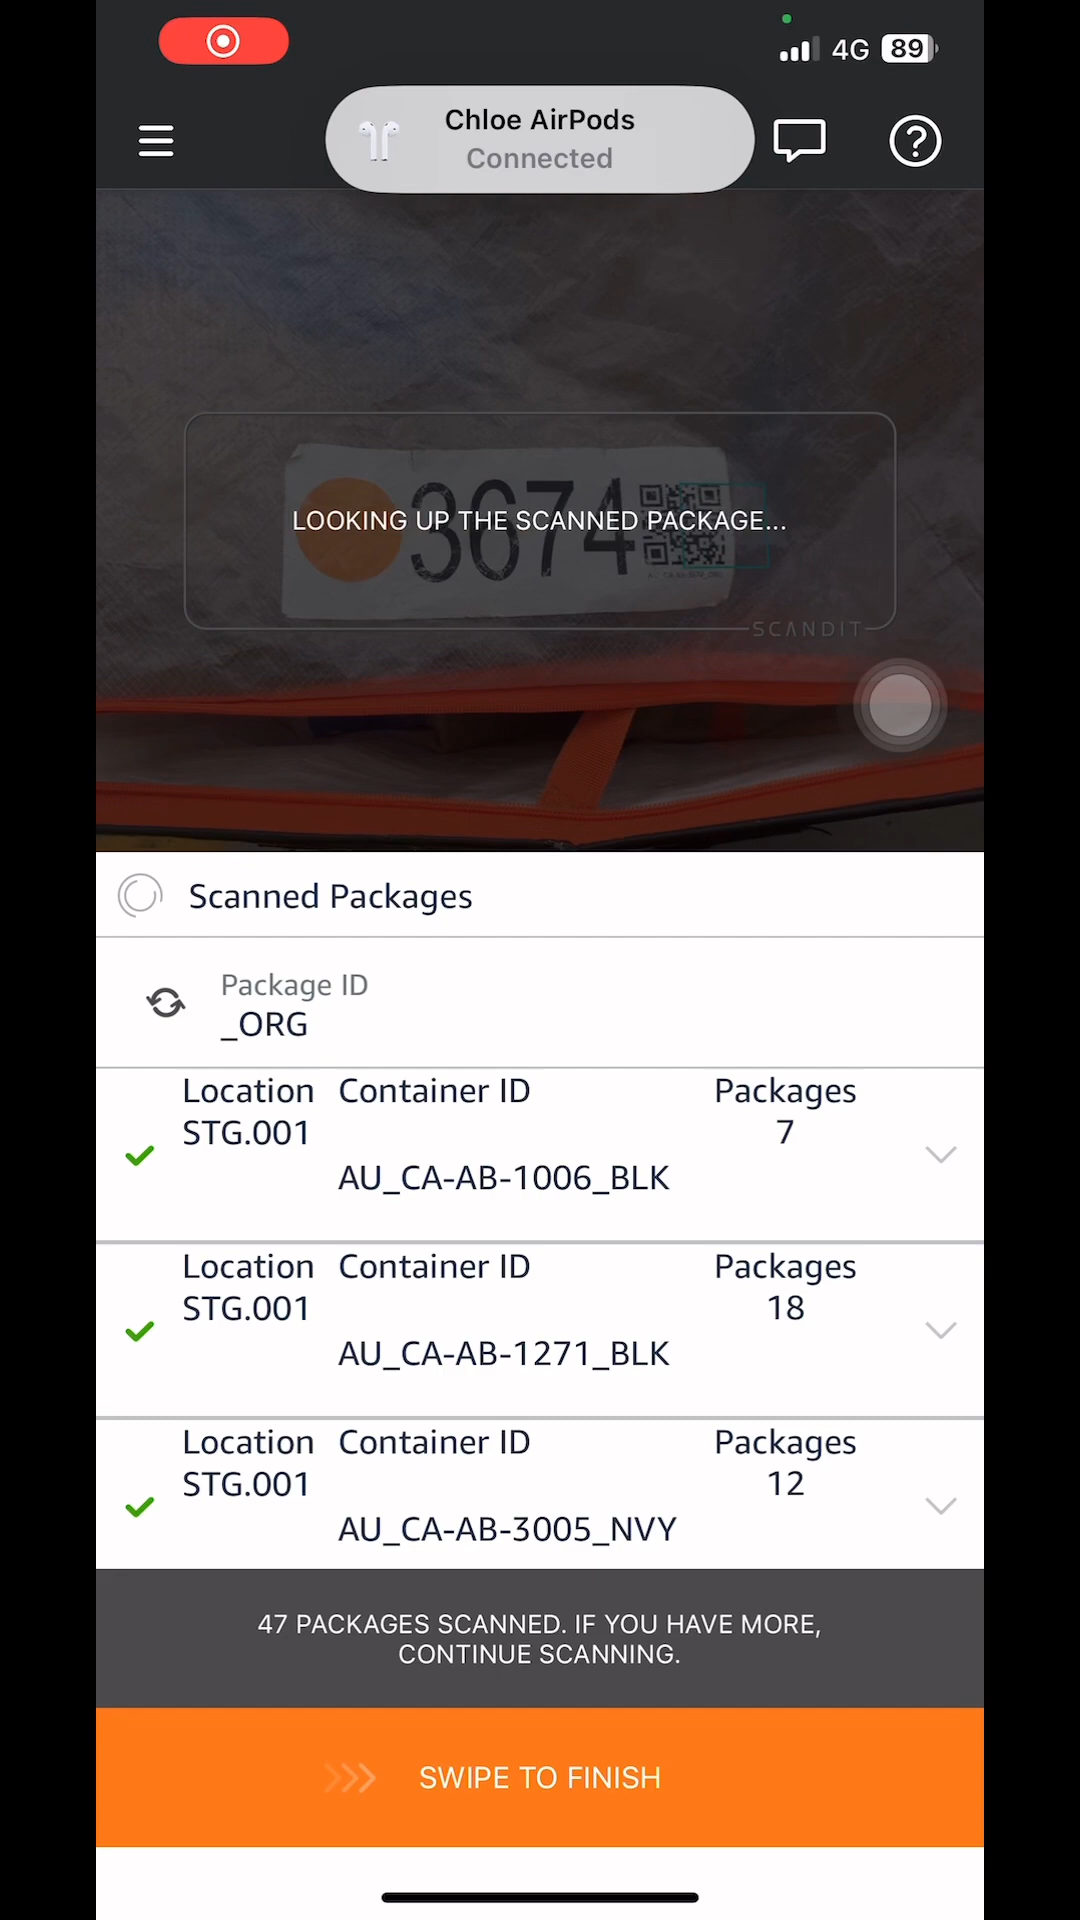 4G 89
Chloe AirPods
Connected
3674
LOOKING UP THE SCANNED PACKAGE...
SCANDIT
Scanned Packages
Package ID
_ORG
Location Container ID Packages
STG.001 7
AU_CA-AB-1006_BLK
Location Container ID Packages
STG.001 18
AU_CA-AB-1271_BLK
Location Container ID Packages
STG.001 12
AU_CA-AB-3005_NVY
47 PACKAGES SCANNED. IF YOU HAVE MORE,
CONTINUE SCANNING.
SWIPE TO FINISH